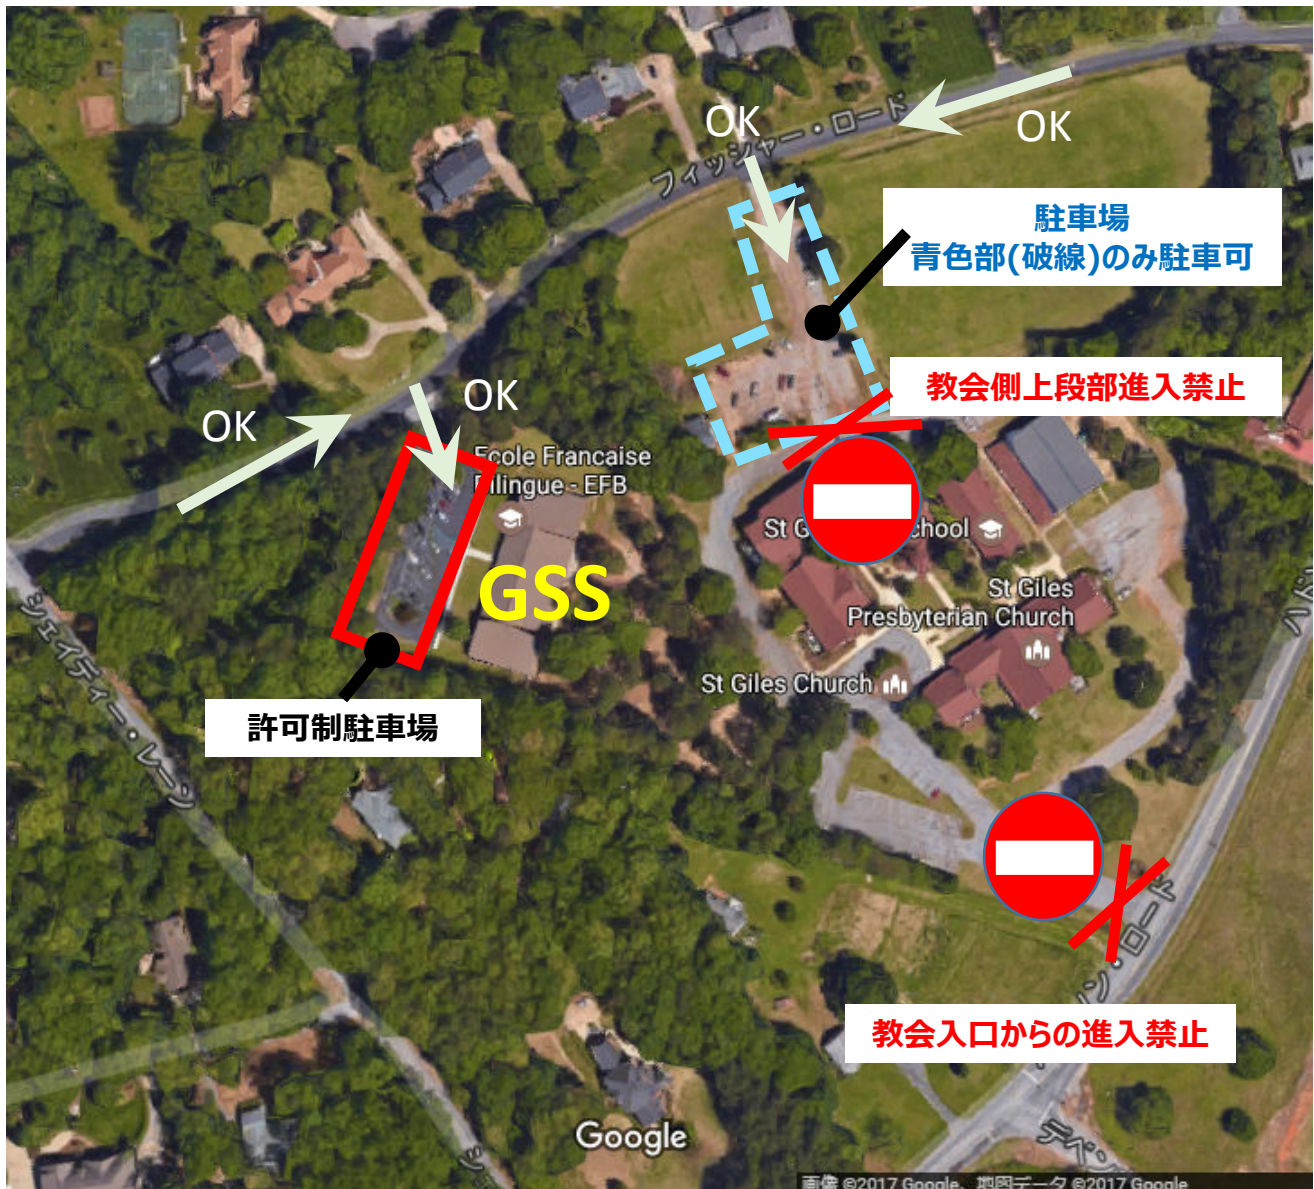 OK
OK
フィッシャー・ロード
駐車場
青色部(破線)のみ駐車可
教会側上段部進入禁止
OK
OK
Ecole Francaise
Bilingue - EFB
GSS
St Giles
Presbyterian Church
St Giles Church
シェイディー・レーン
許可制駐車場
教会入口からの進入禁止
Google
画像 ©2017 Google、地図データ ©2017 Google